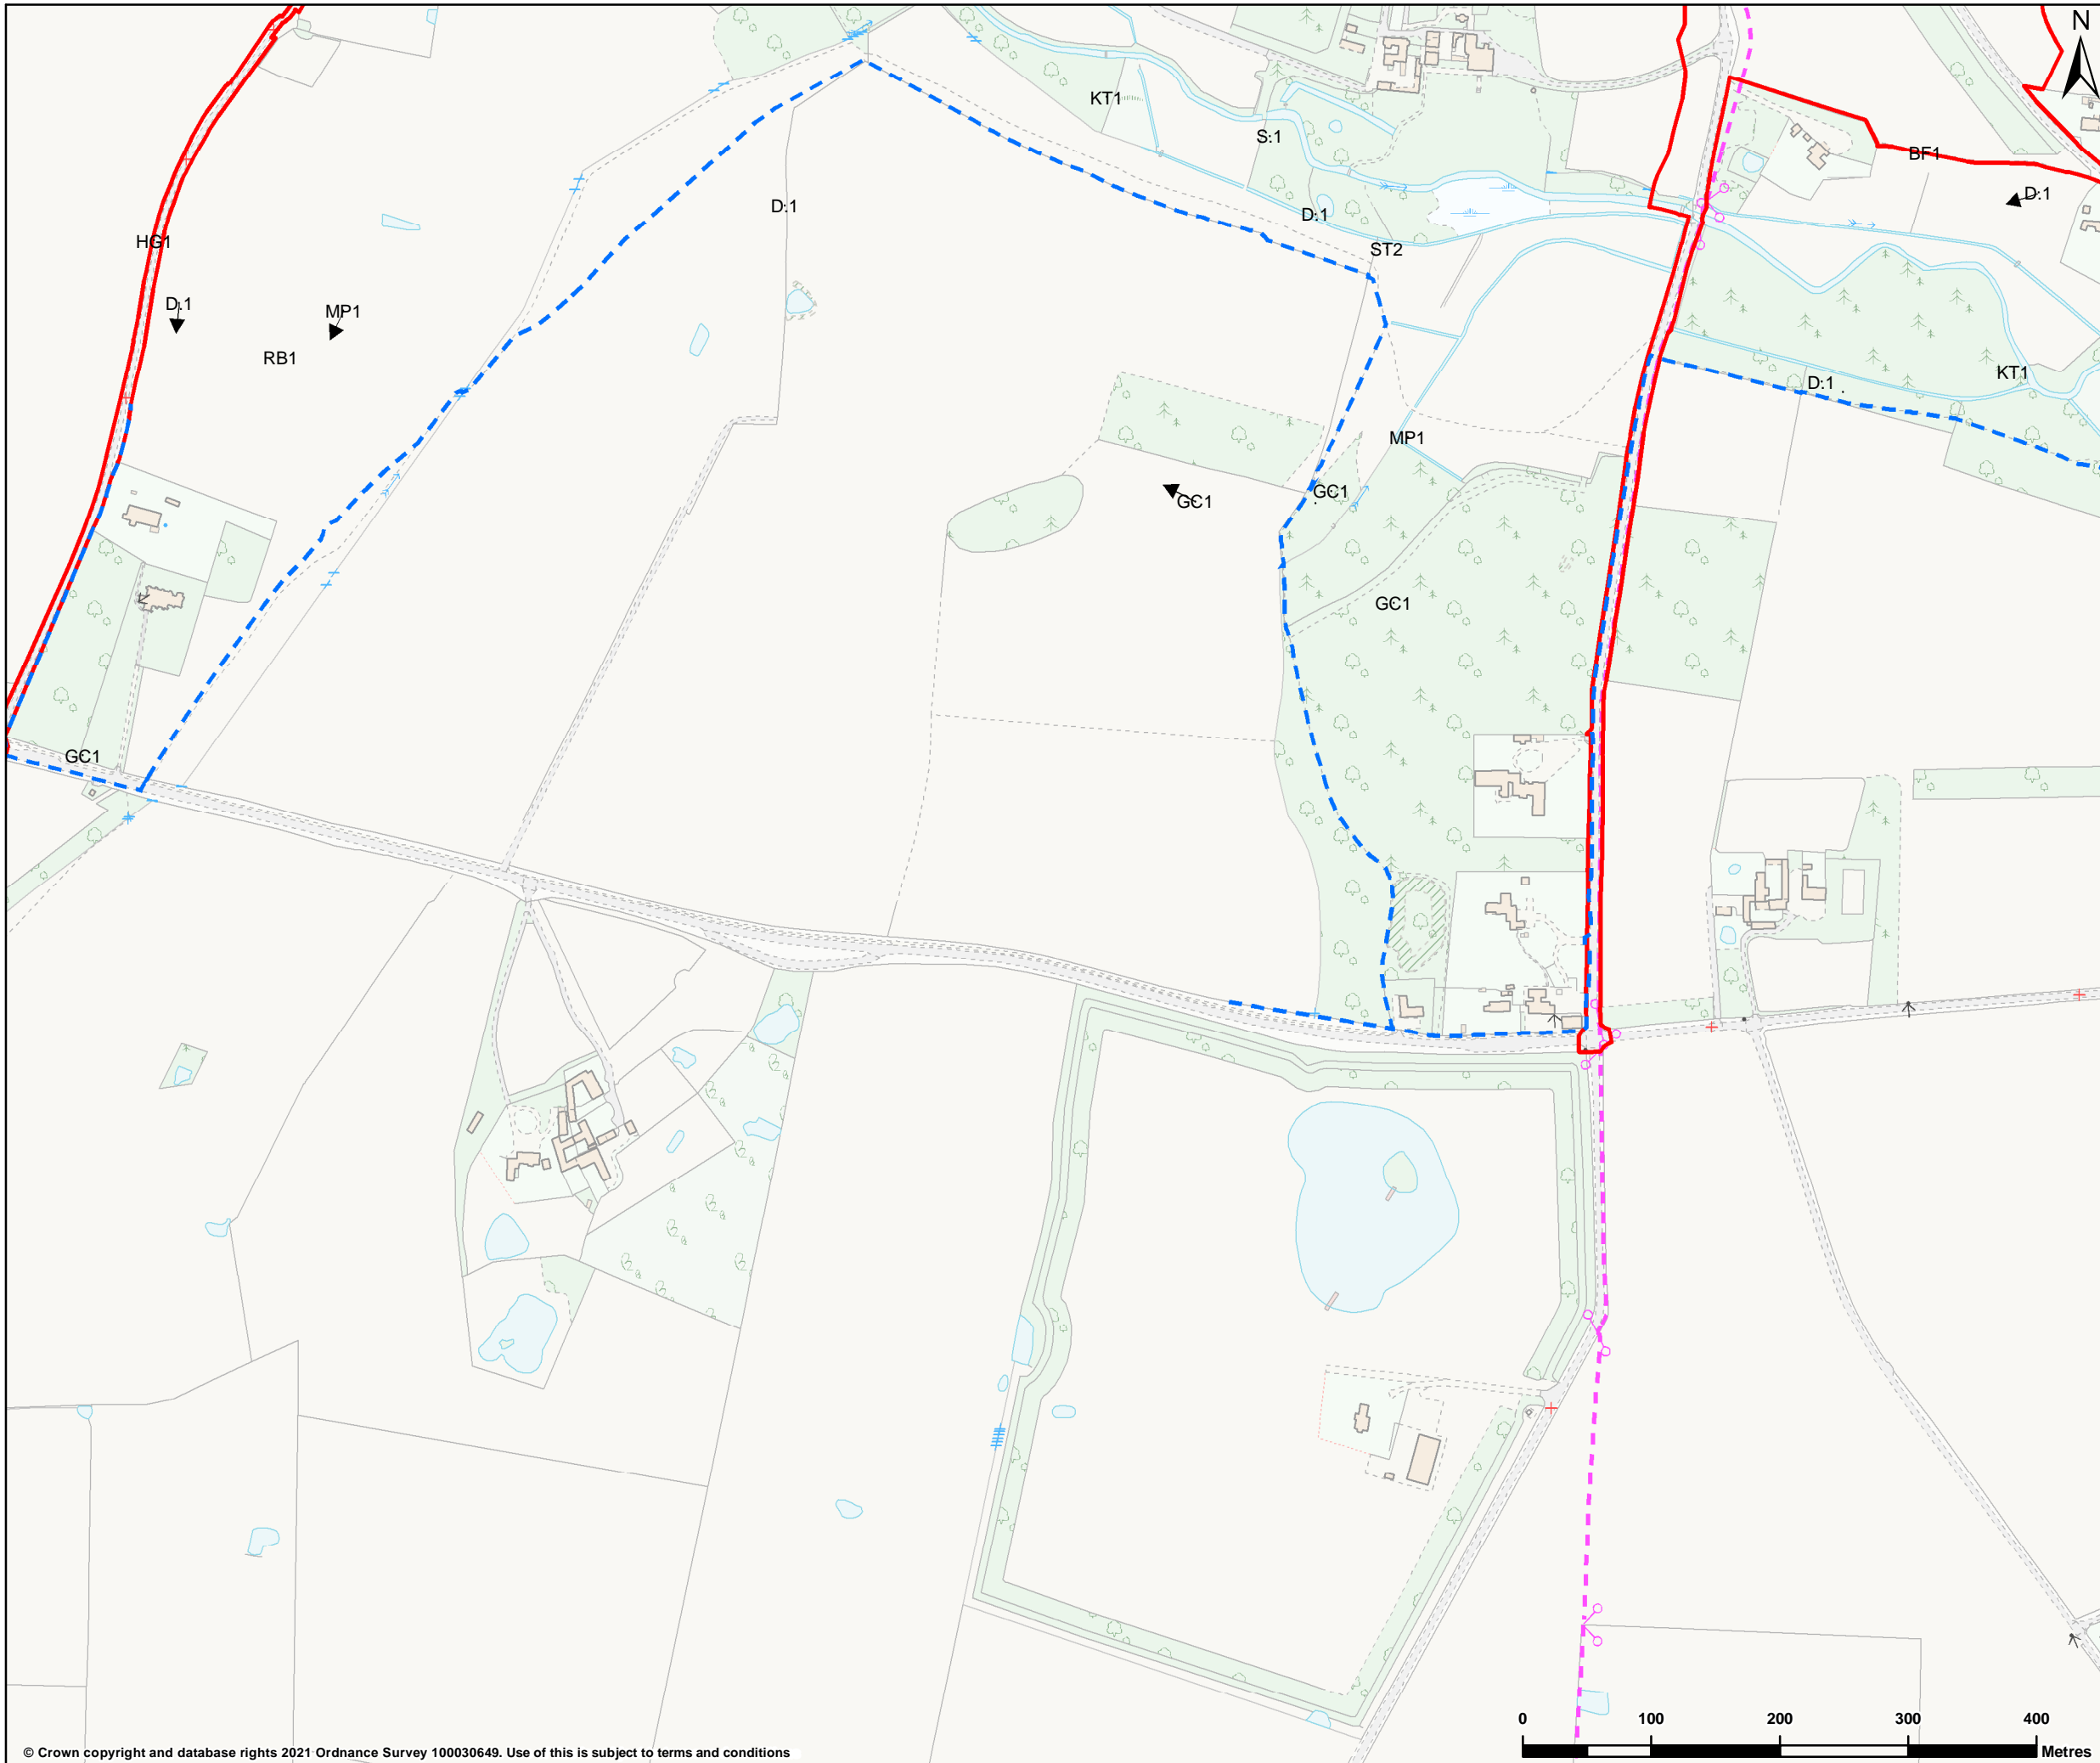 N
KT1
S:1
BF1
D:1
D:1
D:1
HG1
ST2
D:1
MP1
RB1
KT1
D:1
MP1
GC1
GC1
GC1
GC1
0 100 200 300 400
Metres
© Crown copyright and database rights 2021 Ordnance Survey 100030649. Use of this is subject to terms and conditions